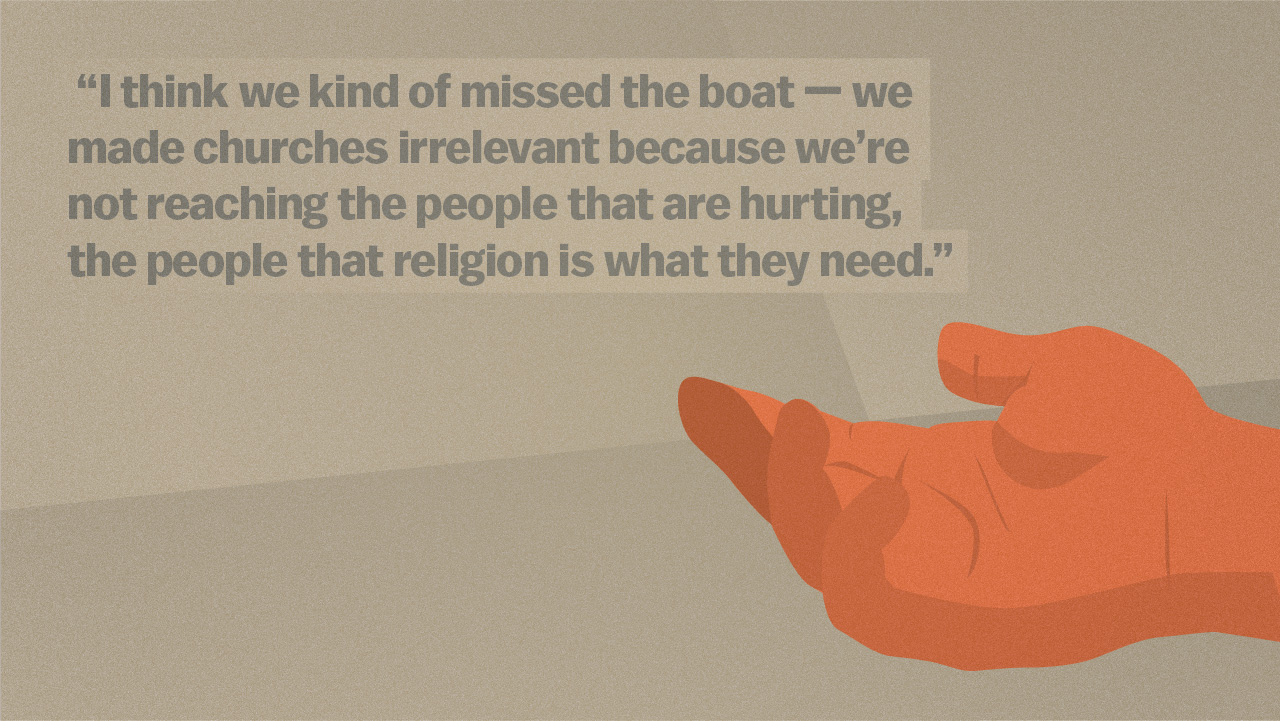 “I think we kind of missed the boat — we
made churches irrelevant because we’re
not reaching the people that are hurting,
the people that religion is what they need.”